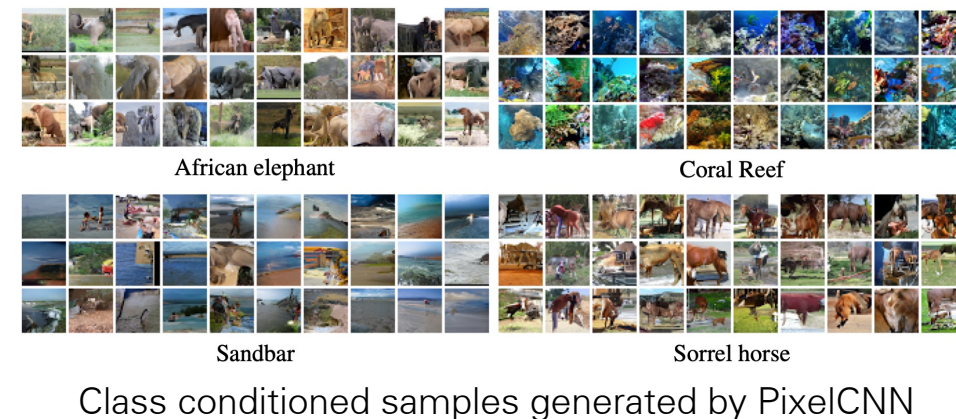 African elephant
Coral Reef
Sandbar
Sorrel horse
Class conditioned samples generated by PixelCNN